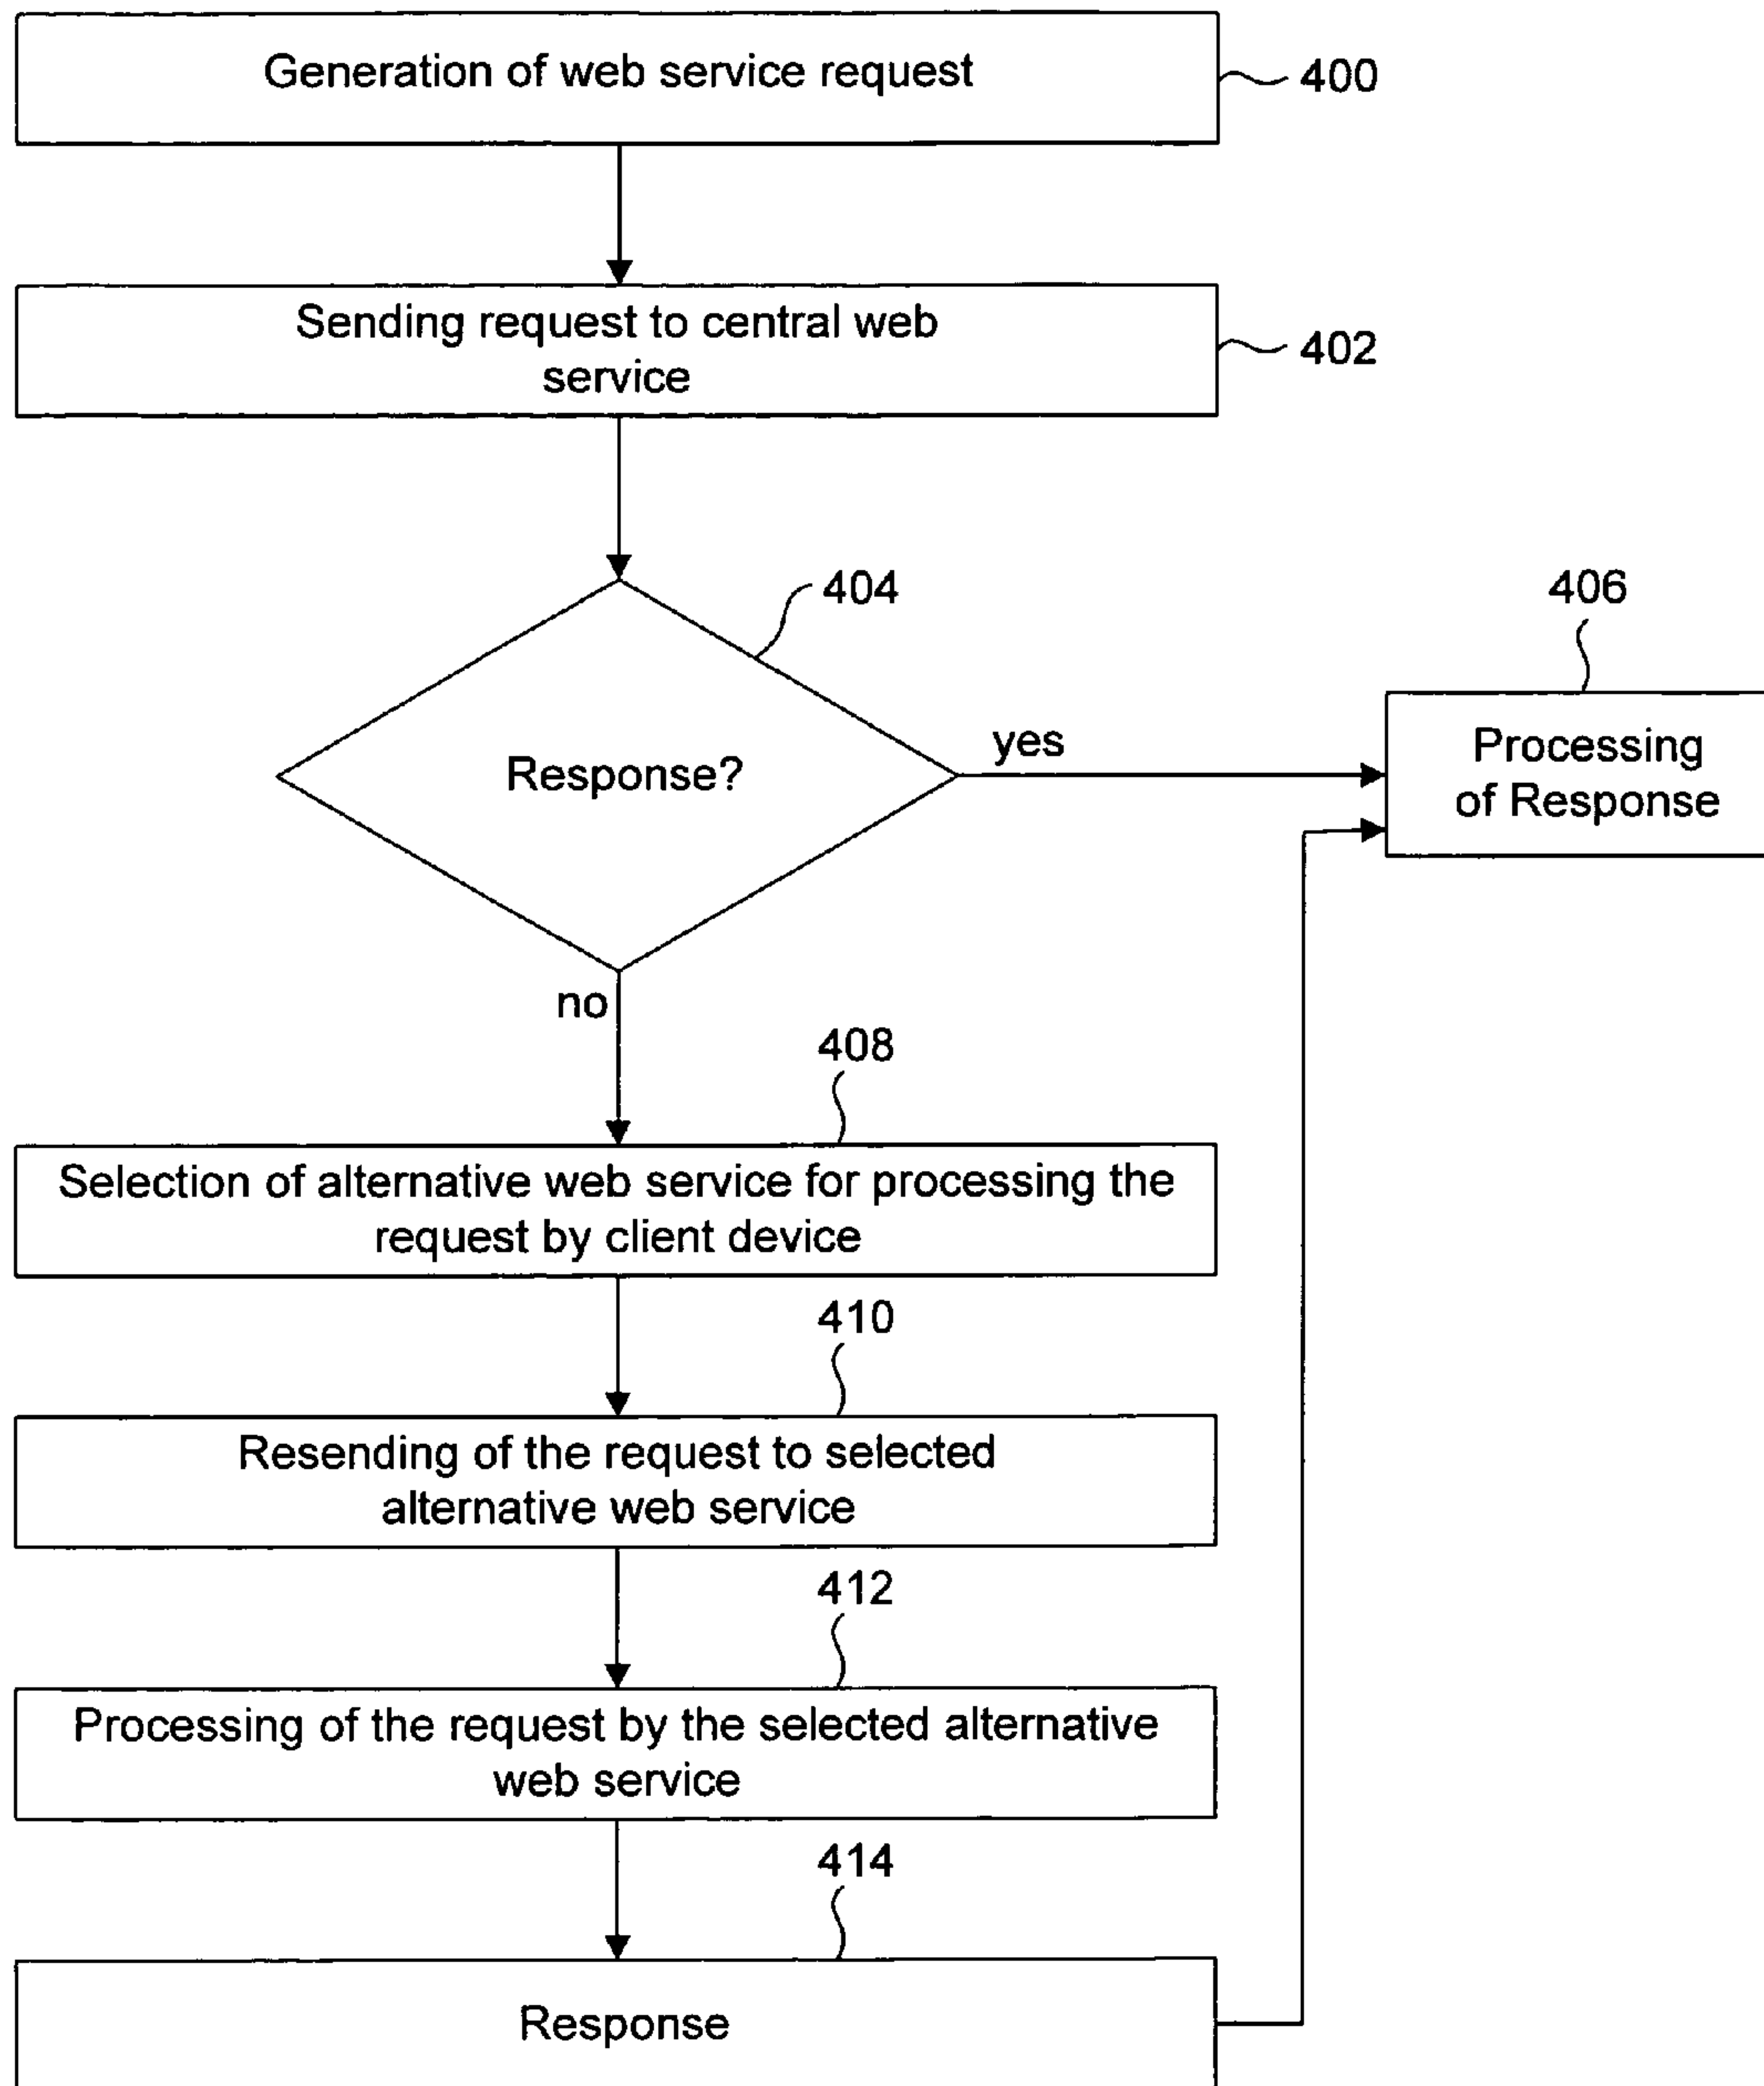 Generation of web service request
400
Sending request to central web
service
402
404
406
Response?
yes
Processing
of Response
no
408
Selection of alternative web service for processing the
request by client device
410
Resending of the request to selected
alternative web service
412
Processing of the request by the selected alternative
web service
414
Response